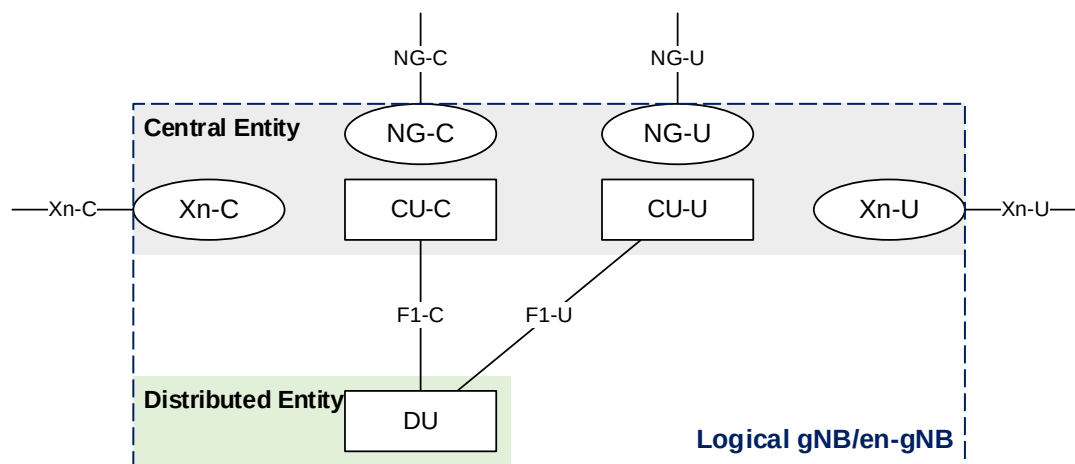 NG-C
NG-U
Central Entity
NG-C
NG-U
Xn-C
Xn-C
CU-C
CU-U
Xn-U
Xn-U
F1-C
F1-U
Distributed Entity
DU
Logical gNB/en-gNB